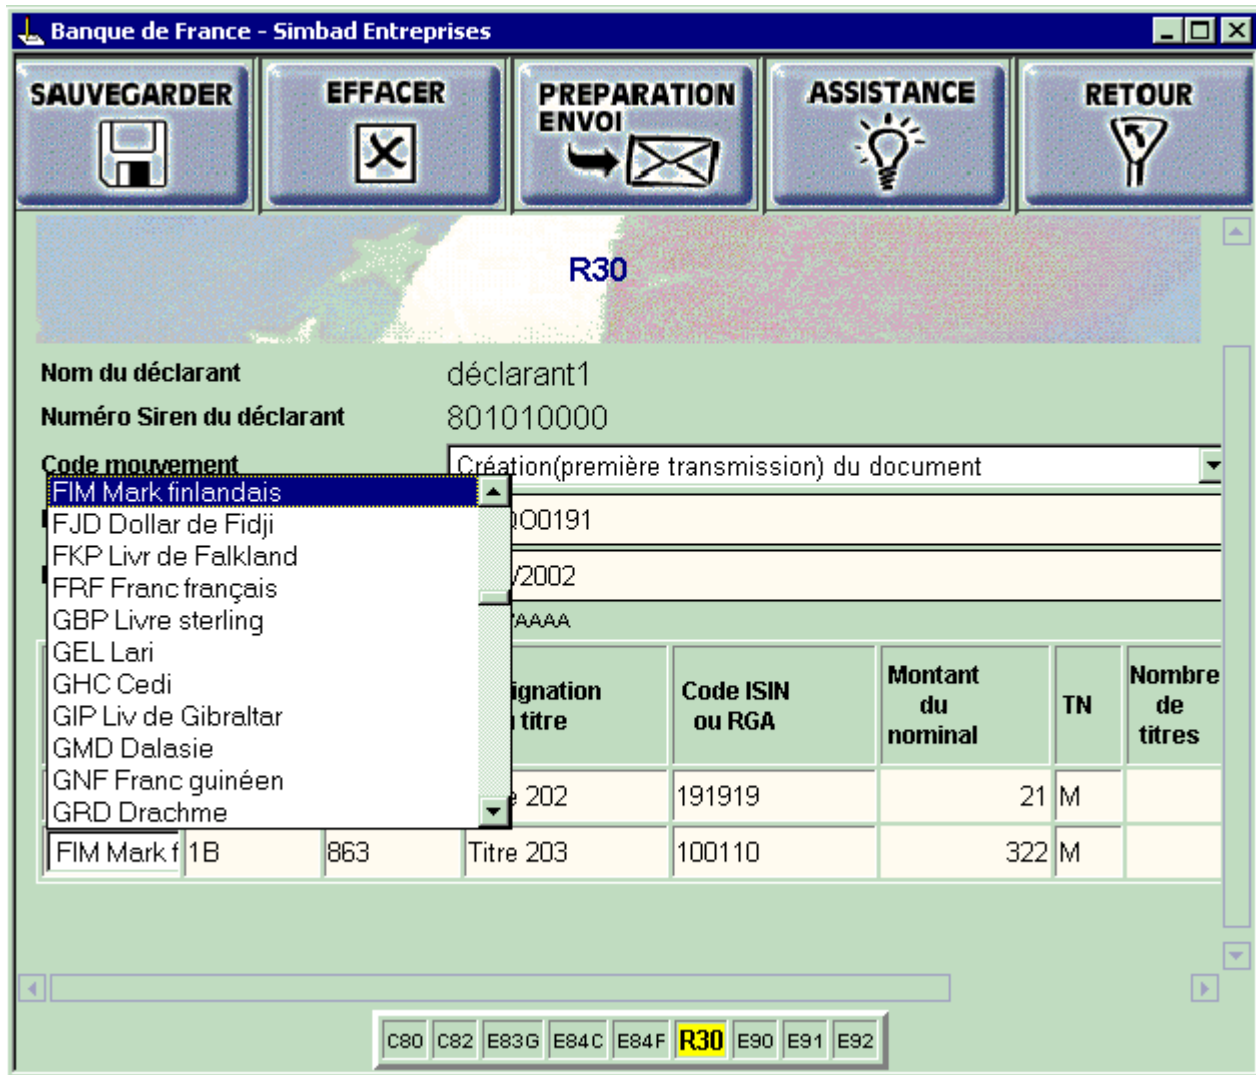 Banque de France - Simbad Entreprises
SAUVEGARDER
EFFACER
PREPARATION
ENVOI
ASSISTANCE
RETOUR
R30
Nom du déclarant
déclarant1
Numéro Siren du déclarant
801010000
Code mouvement
Création(première transmission) du document
FIM Mark finlandais
FJD Dollar de Fidji
FKP Livr de Falkland
FRF Franc français
GBP Livre sterling
GEL Lari
GHC Cedi
GIP Liv de Gibraltar
GMD Dalasie
GNF Franc guinéen
GRD Drachme
O0191
/2002
AAAA
ignation
titre
Code ISIN
ou RGA
Montant
du
nominal
TN
Nombre
de
titres
202
191919
21
M
FIM Mark f
1B
863
Titre 203
100110
322
M
C80 C82 E83G E84C E84F R30 E90 E91 E92